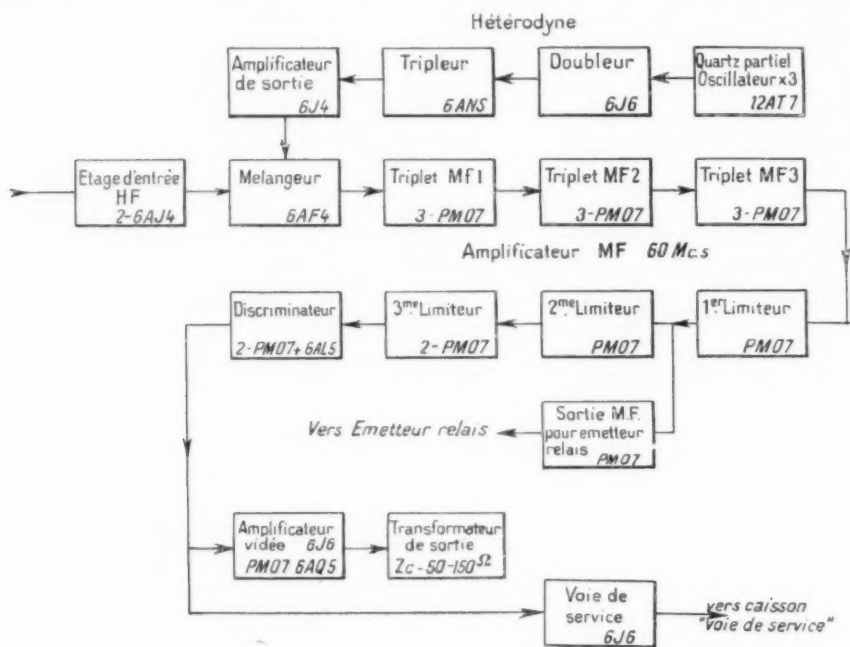 Hétérodyne
Amplificateur
de sortie
6J4
Tripleur
6AN5
Doubleur
6J6
Quartz partiel
Oscillateur x3
12AT7
Etage d'entrée
HF
2-6AJ4
Melangeur
6AF4
Triplet MF1
3-PM07
Triplet MF2
3-PM07
Triplet MF3
3-PM07
Amplificateur MF 60 Mc.s
Discriminateur
2-PM07+6AL5
3me Limiteur
2-PM07
2me Limiteur
PM07
1er Limiteur
PM07
Vers Emetteur relais
Sortie M.F.
pour emetteur
relais
PM07
Amplificateur
vidéo 6J6
PM07 6AQ5
Transformateur
de sortie
Zc-50-150Ω
Voie de
service
6J6
vers caisson
"voie de service"